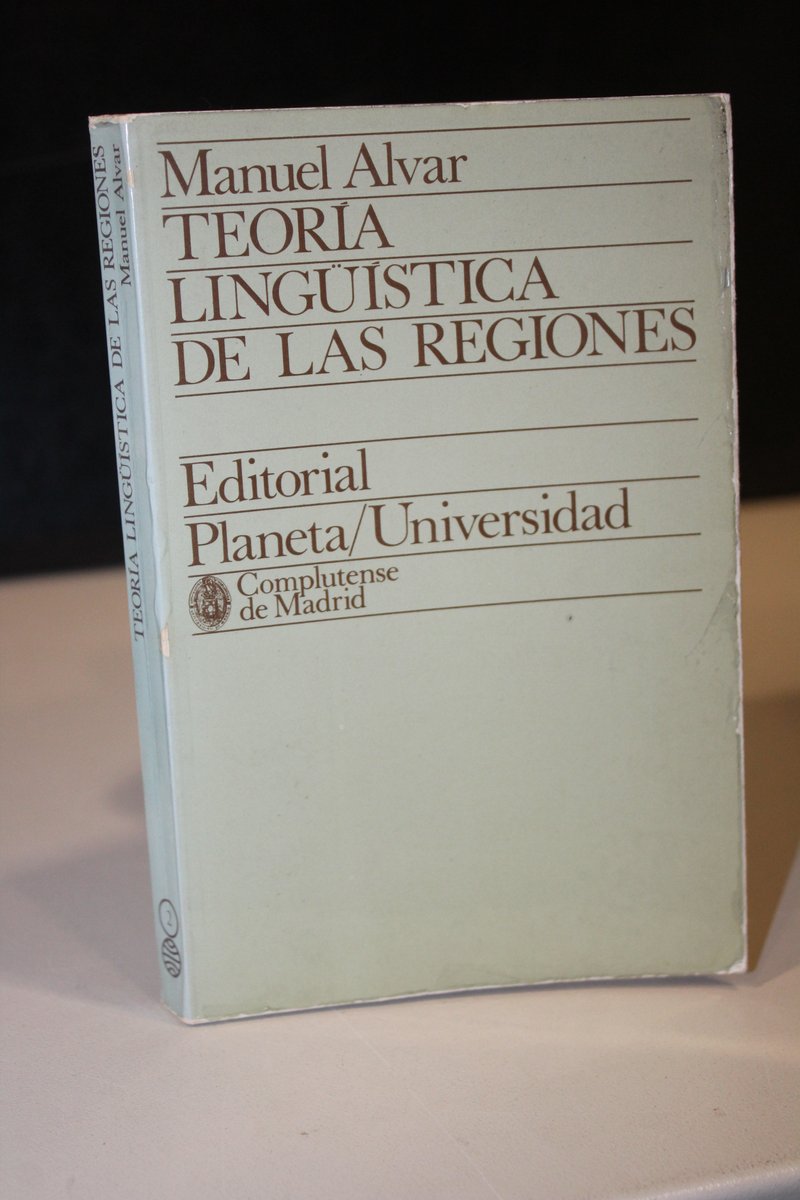 Manuel Alvar
TEORÍA
LINGÜÍSTICA
DE LAS REGIONES
Editorial
Planeta/Universidad
Complutense
de Madrid
TEORÍA LINGÜÍSTICA DE LAS REGIONES
Manuel Alvar
2